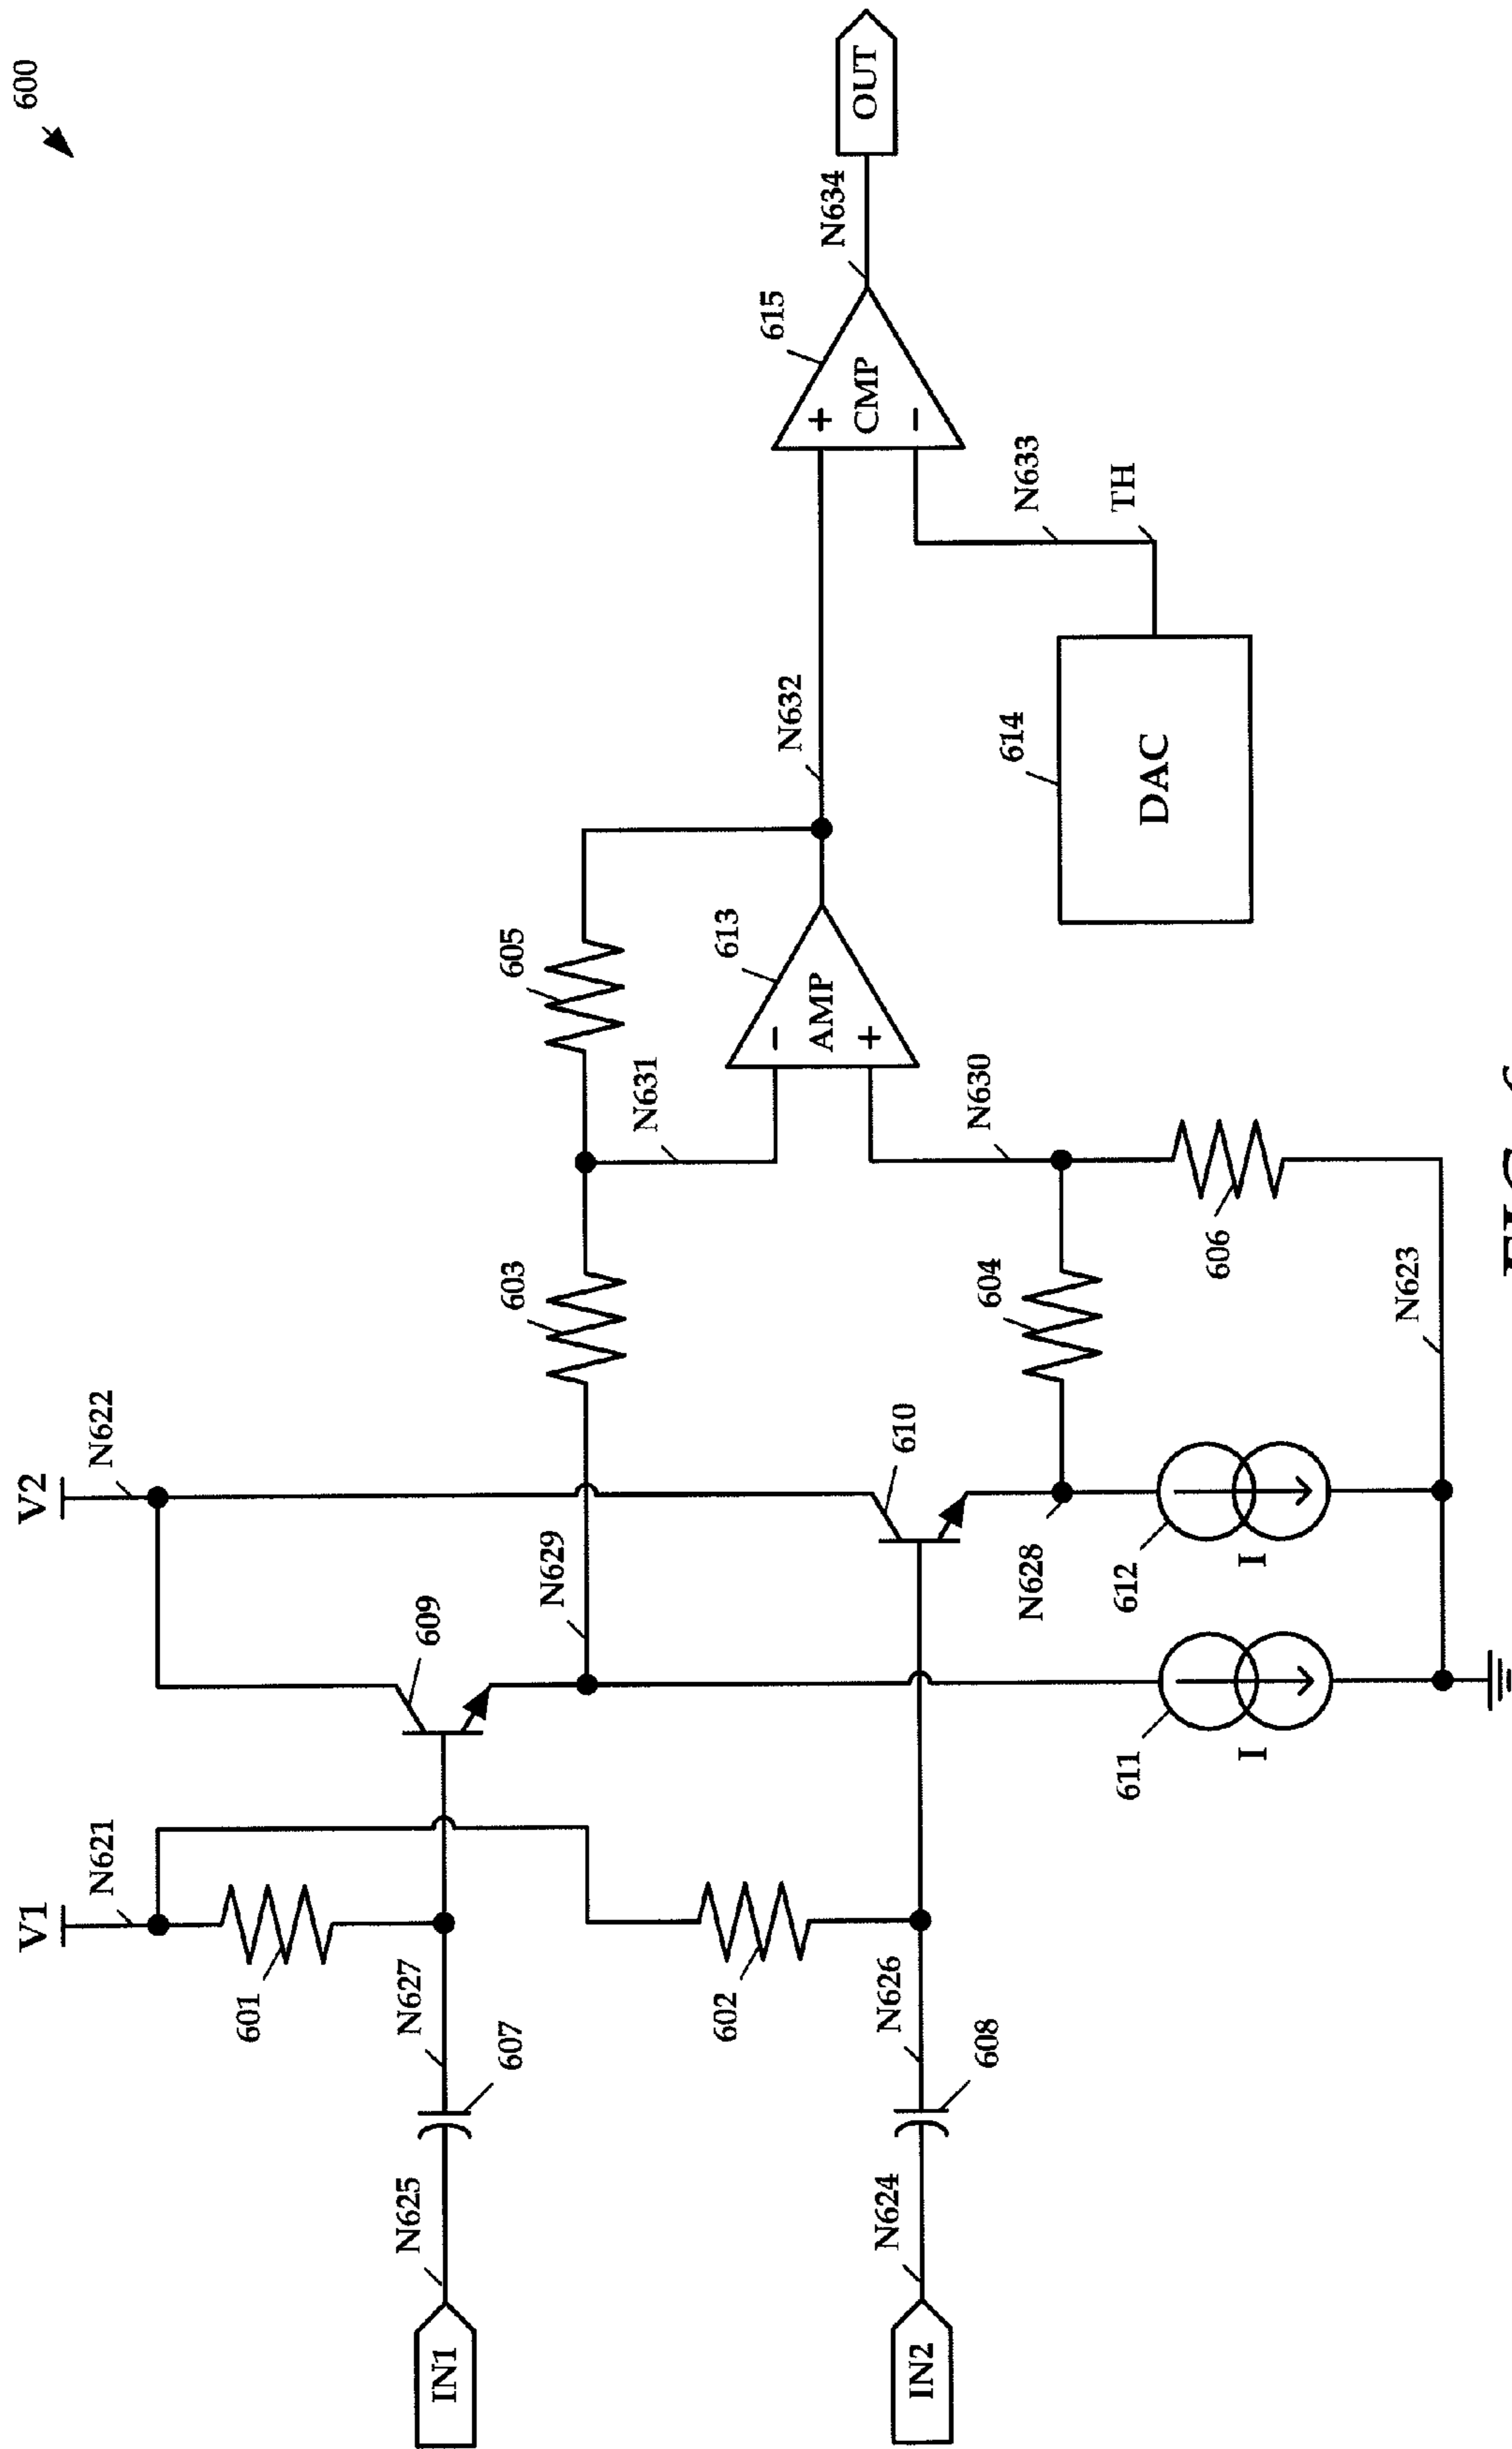 600
V1
N621
V2
N622
601
N627
607
IN1
N625
609
N629
603
605
N631
613
AMP
−
+
N632
615
CMP
+
−
N634
OUT
602
N626
608
IN2
N624
610
N628
604
N630
606
611
I
612
I
N623
614
DAC
N633
TH